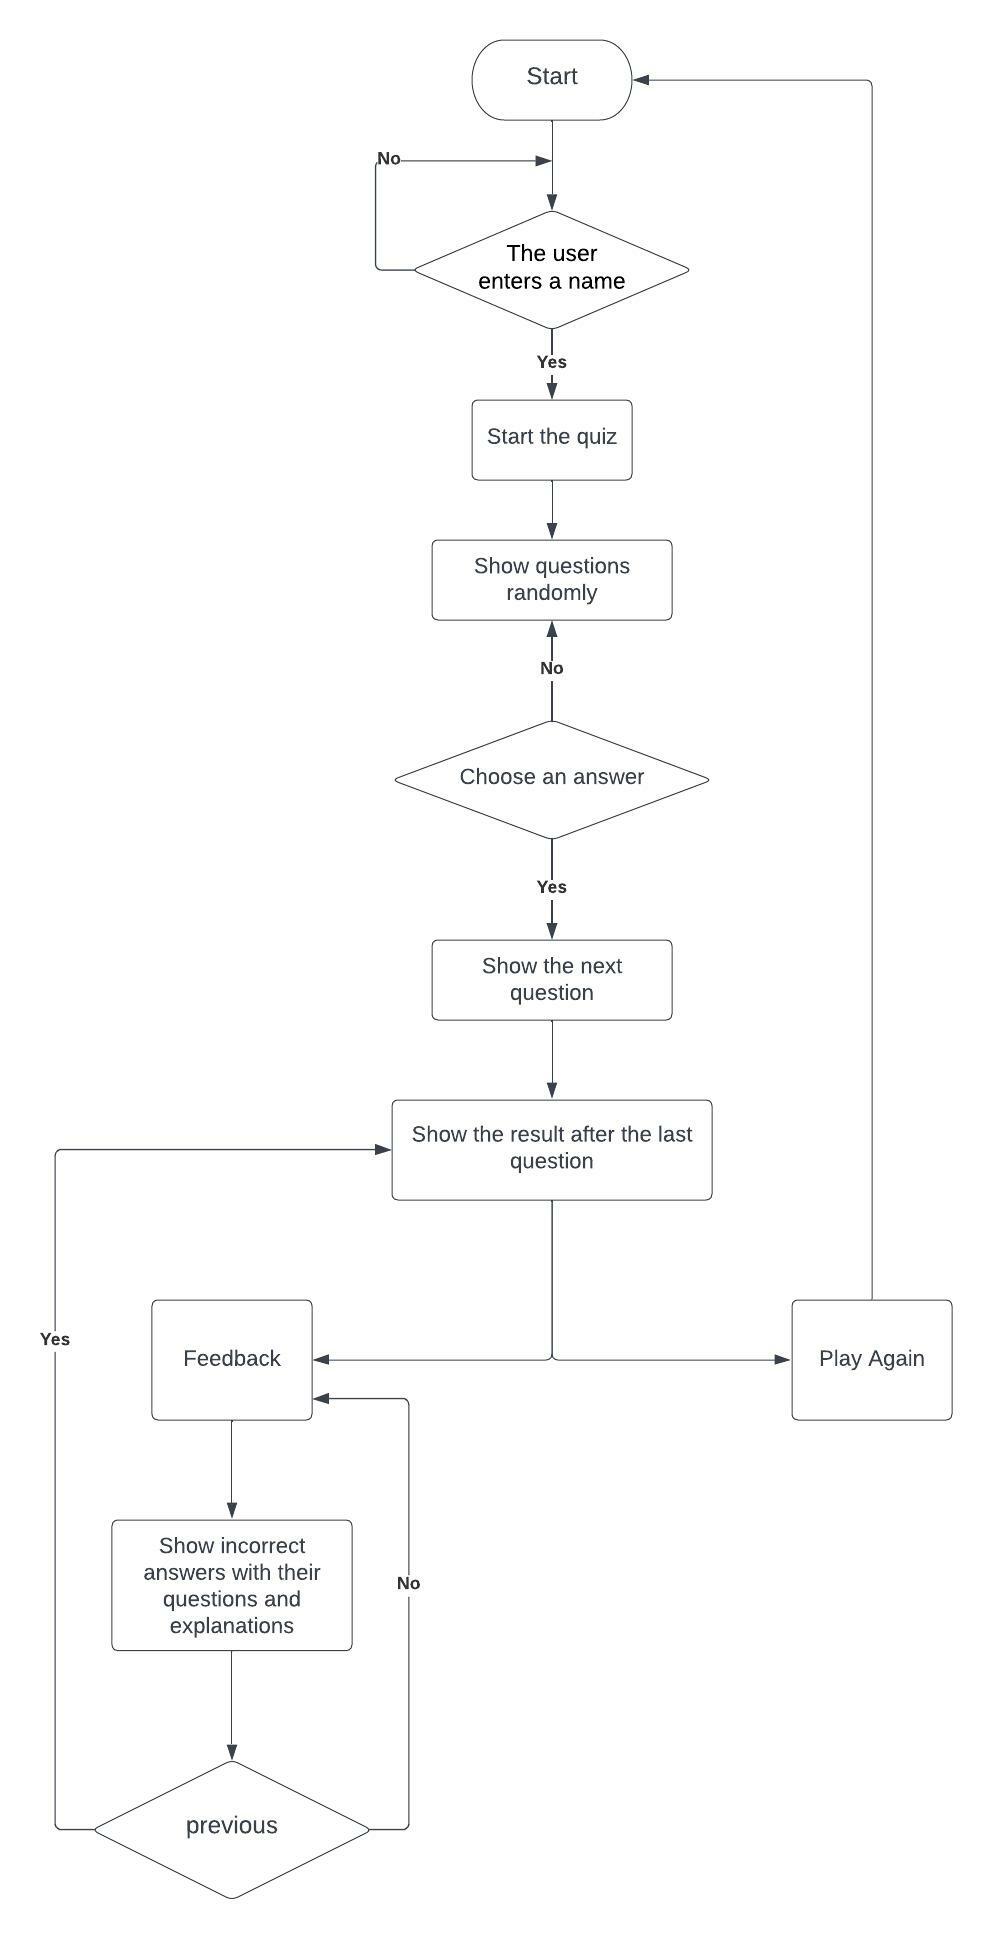 Start
No
The user
enters a name
Yes
Start the quiz
Show questions
randomly
No
Choose an answer
Yes
Show the next
question
Show the result after the last
question
Yes
Feedback
Play Again
Show incorrect
answers with their
questions and
explanations
No
previous